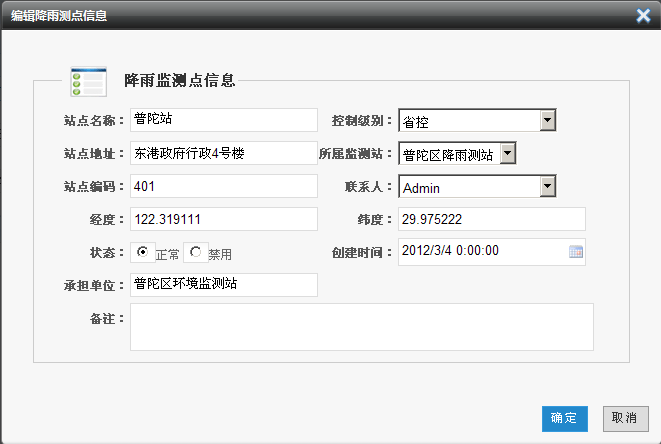 编辑降雨测点信息
降雨监测点信息
站点名称： 普陀站 控制级别： 省控
站点地址： 东港政府行政4号楼 所属监测站： 普陀区降雨测站
站点编码： 401 联系人： Admin
经度： 122.319111 纬度： 29.975222
状态： 正常 禁用 创建时间： 2012/3/4 0:00:00
承担单位： 普陀区环境监测站
备注：
确定 取消